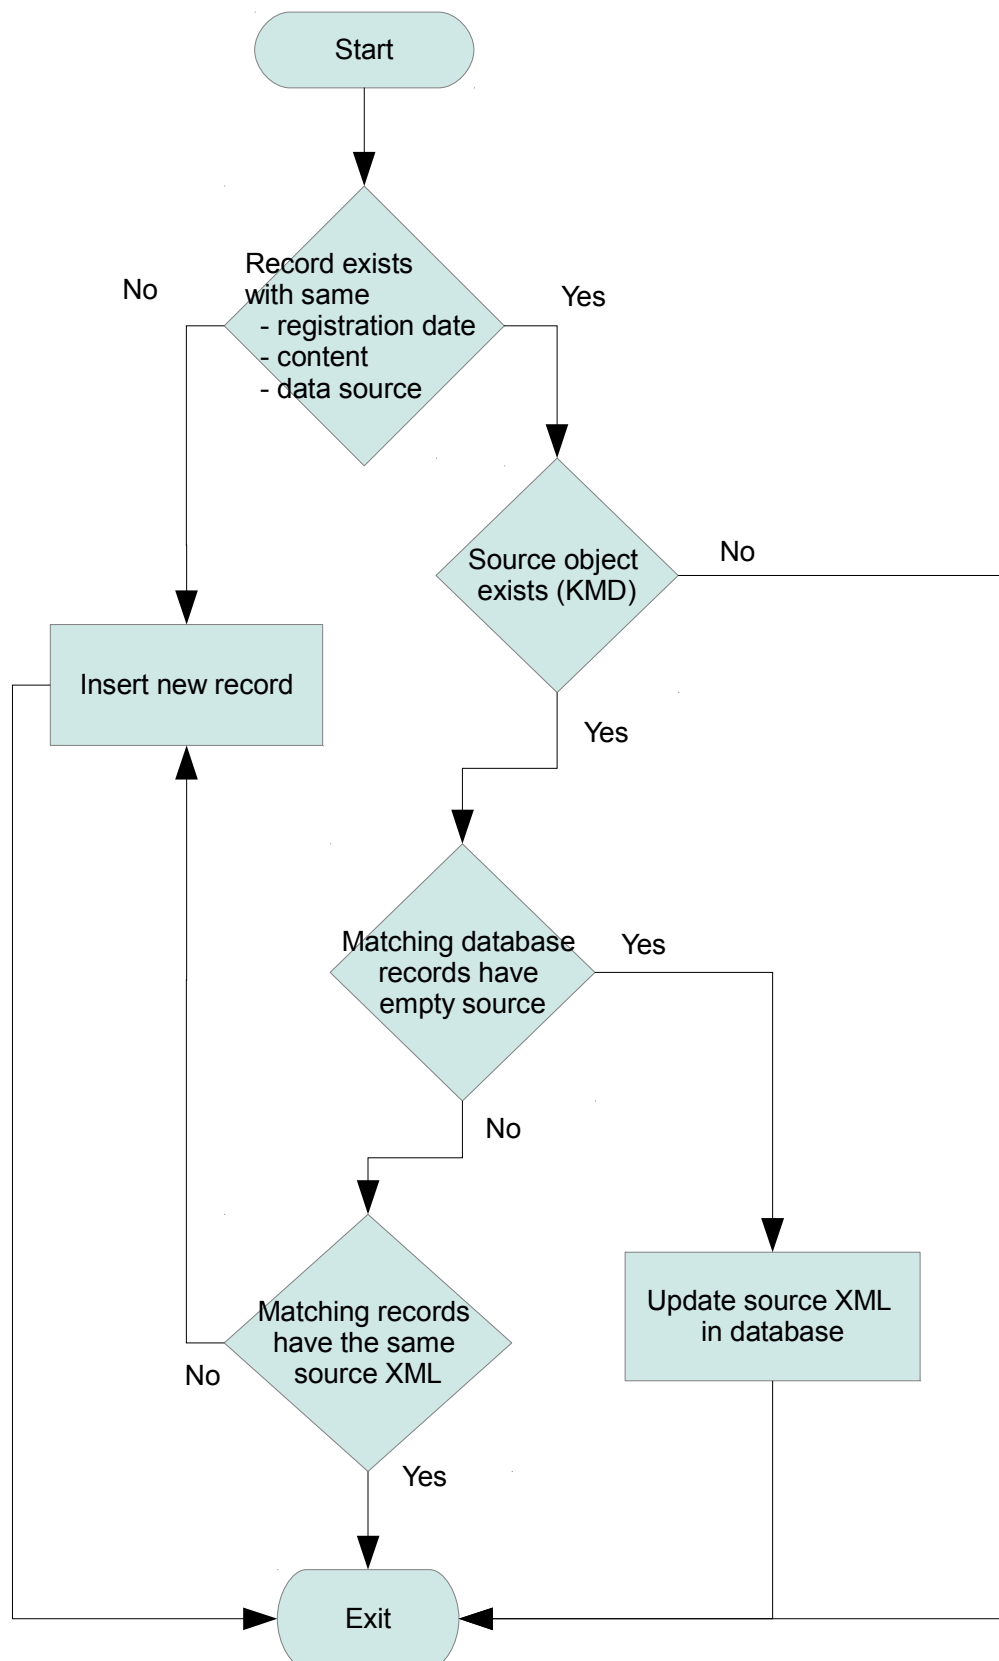 Start
Record exists
with same
- registration date
- content
- data source
No
Yes
Source object
exists (KMD)
No
Insert new record
Yes
Matching database
records have
empty source
Yes
No
Matching records
have the same
source XML
Update source XML
in database
No
Yes
Exit